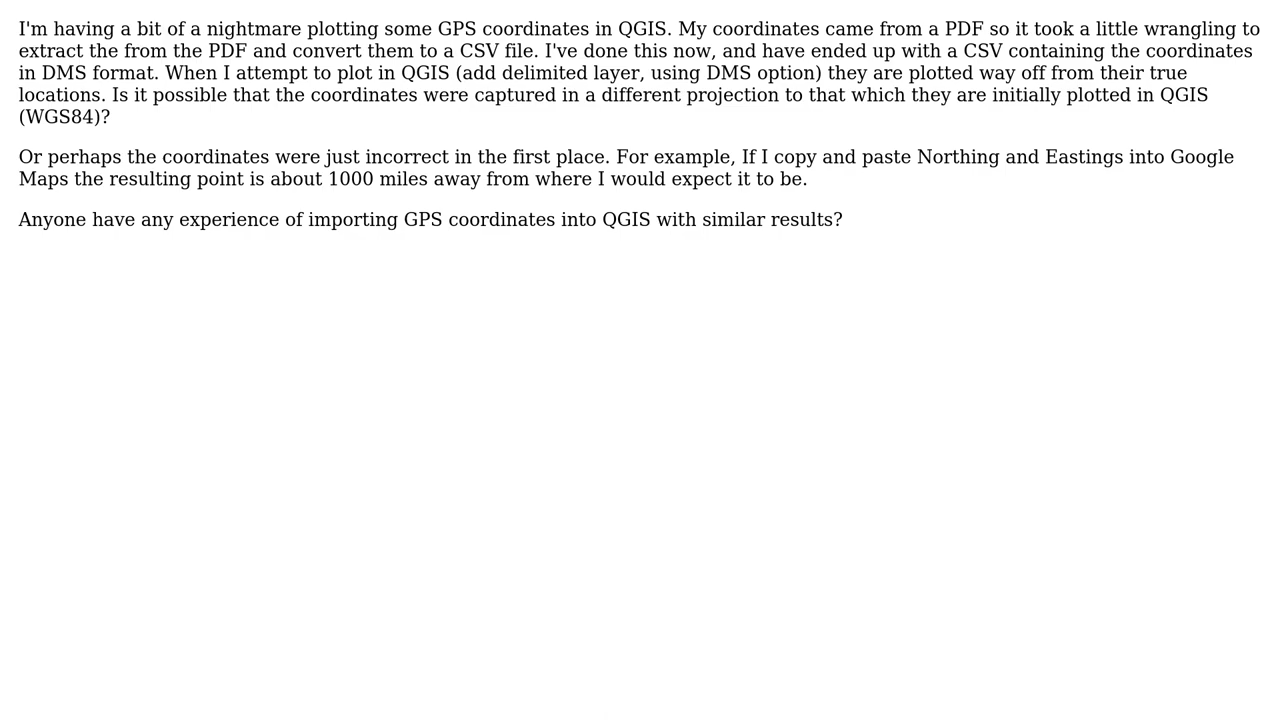 I'm having a bit of a nightmare plotting some GPS coordinates in QGIS. My coordinates came from a PDF so it took a little wrangling to
extract the from the PDF and convert them to a CSV file. I've done this now, and have ended up with a CSV containing the coordinates
in DMS format. When I attempt to plot in QGIS (add delimited layer, using DMS option) they are plotted way off from their true
locations. Is it possible that the coordinates were captured in a different projection to that which they are initially plotted in QGIS
(WGS84)?
Or perhaps the coordinates were just incorrect in the first place. For example, If I copy and paste Northing and Eastings into Google
Maps the resulting point is about 1000 miles away from where I would expect it to be.
Anyone have any experience of importing GPS coordinates into QGIS with similar results?